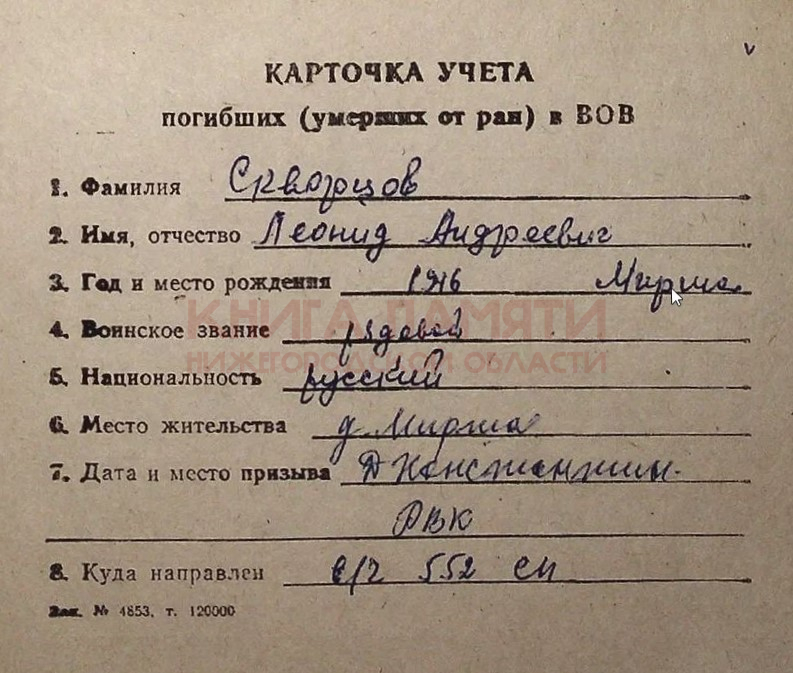 КАРТОЧКА УЧЕТА
погибших (умерших от ран) в ВОВ
1. Фамилия Скворцов
2. Имя, отчество Леонид Андреевич
3. Год и место рождения 1916 Мирша
КНИГА ПАМЯТИ
4. Воинское звание рядовой
НИЖЕГОРОДСКОЙ ОБЛАСТИ
5. Национальность русский
6. Место жительства д. Мирша
7. Дата и место призыва Д Константин.
РВК
8. Куда направлен в/ч 552 сп
Зак. № 4853, т. 120000